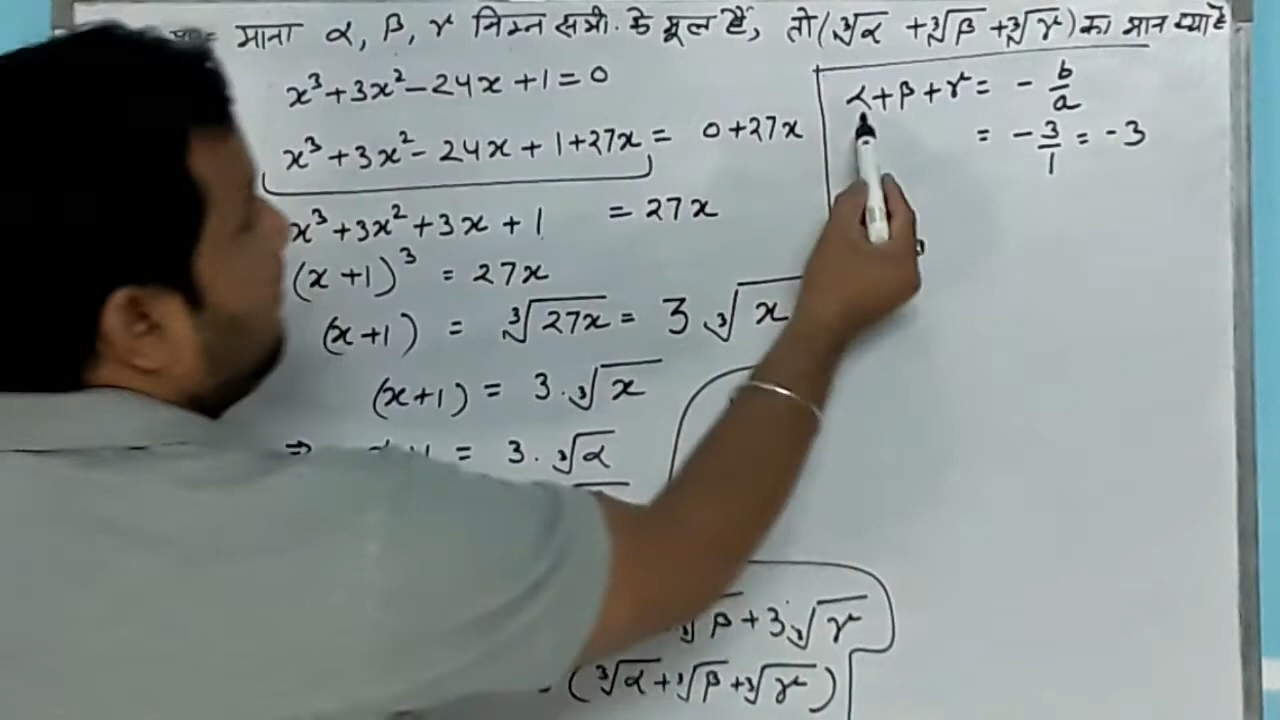 माना α, β, γ निम्न समी. के मूल हैं, तो (∛α + ∛β + ∛γ) का मान क्या है
x³ + 3x² - 24x + 1 = 0
x³ + 3x² - 24x + 1 + 27x = 0 + 27x
x³ + 3x² + 3x + 1 = 27x
(x + 1)³ = 27x
(x + 1) = ∛27x = 3 ∛x
(x + 1) = 3 . ∛x
⇒ = 3 . ∛α
∛β + 3 ∛γ
(∛α + ∛β + ∛γ)
α + β + γ = - b/a
= - 3/1 = -3